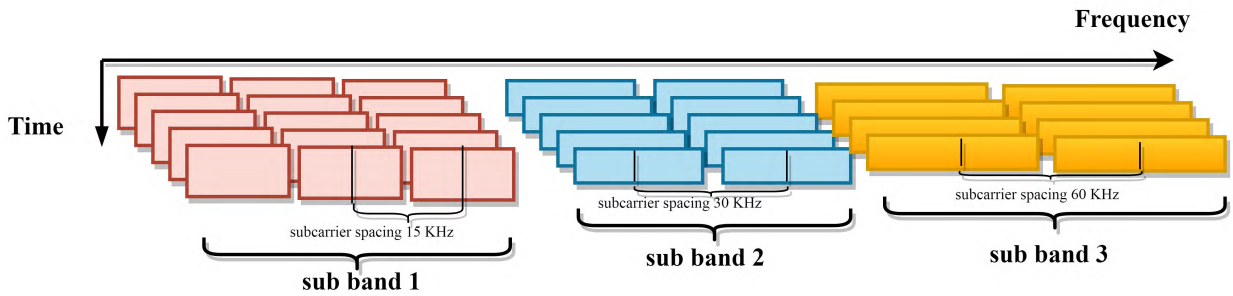 Frequency
Time
subcarrier spacing 15 KHz
subcarrier spacing 30 KHz
subcarrier spacing 60 KHz
sub band 1
sub band 2
sub band 3